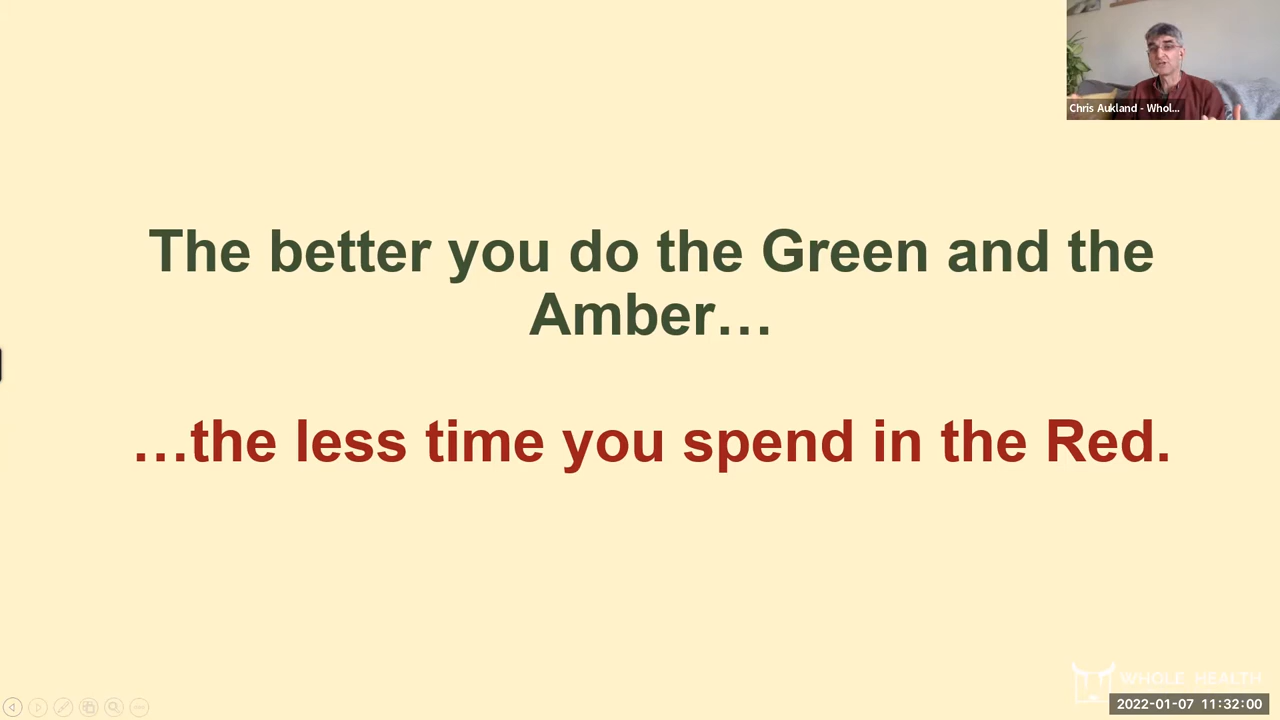 Chris Aukland - Whol...
The better you do the Green and the
Amber…
…the less time you spend in the Red.
WHOLE HEALTH
2022-01-07 11:32:00